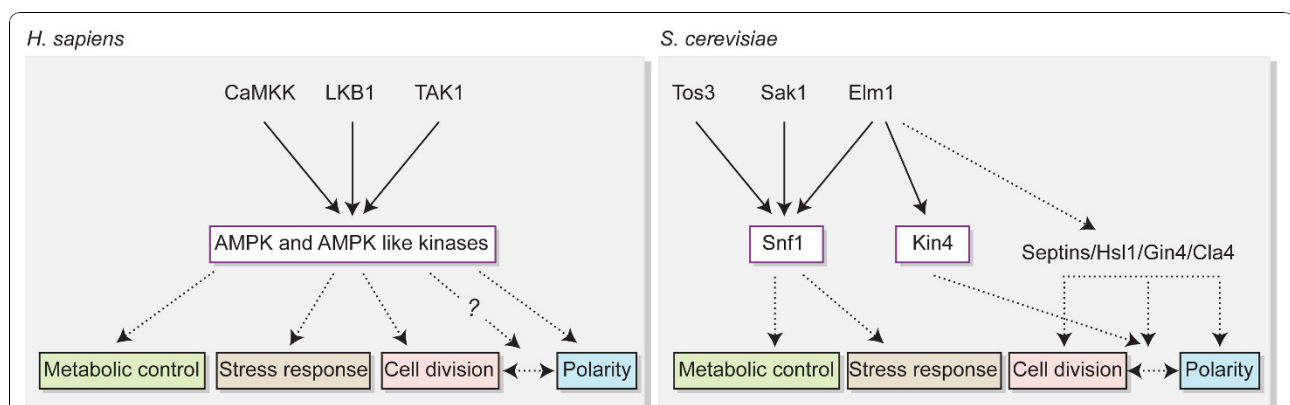 H. sapiens
CaMKK LKB1 TAK1
AMPK and AMPK like kinases
?
Metabolic control Stress response Cell division Polarity
S. cerevisiae
Tos3 Sak1 Elm1
Snf1 Kin4
Septins/Hsl1/Gin4/Cla4
Metabolic control Stress response Cell division Polarity